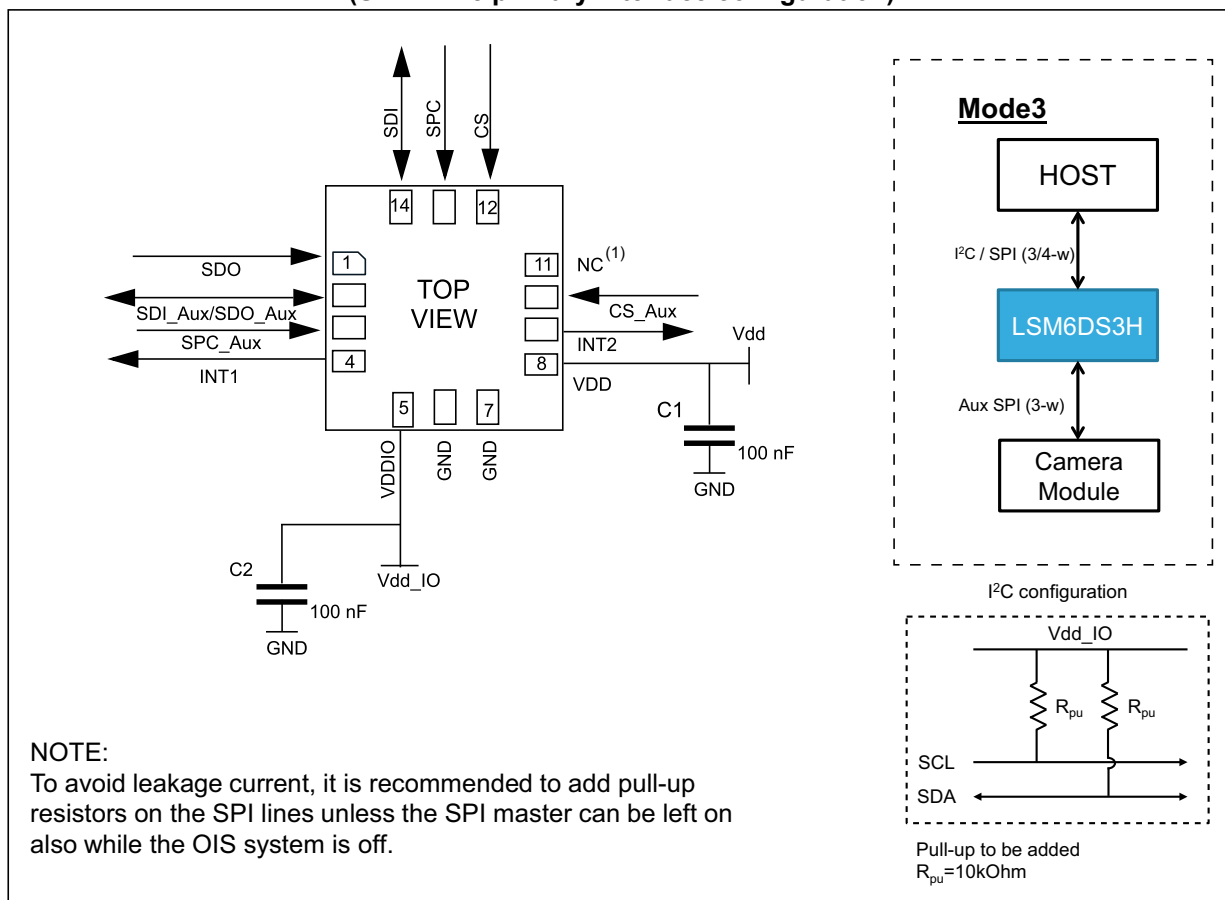 primary interface configuration)
SDI
SPC
CS
14
12
1
11
NC(1)
SDO
TOP
VIEW
SDI_Aux/SDO_Aux
CS_Aux
SPC_Aux
4
INT1
INT2
8
VDD
Vdd
5
7
C1
100 nF
GND
VDDIO
GND
GND
C2
100 nF
GND
Vdd_IO
NOTE:
To avoid leakage current, it is recommended to add pull-up
resistors on the SPI lines unless the SPI master can be left on
also while the OIS system is off.
Mode3
HOST
I²C / SPI (3/4-w)
LSM6DS3H
Aux SPI (3-w)
Camera
Module
I²C configuration
Vdd_IO
Rpu
Rpu
SCL
SDA
Pull-up to be added
Rpu=10kOhm